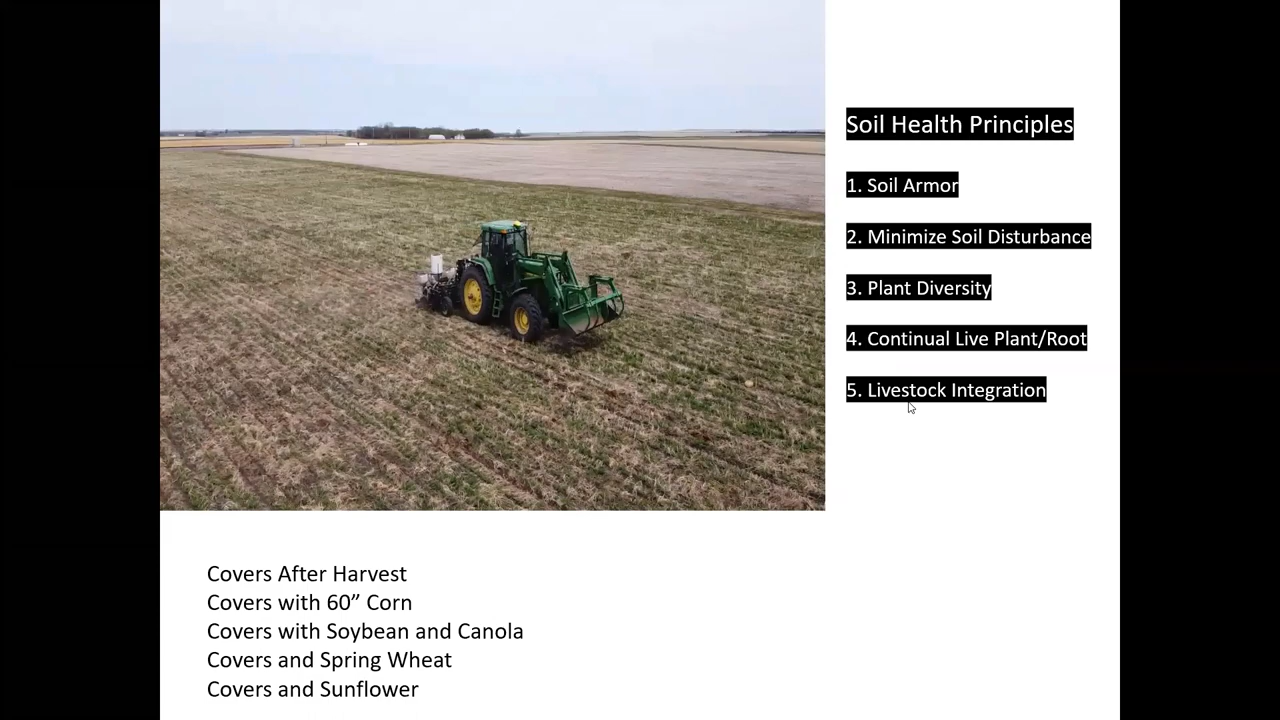 Soil Health Principles
1. Soil Armor
2. Minimize Soil Disturbance
3. Plant Diversity
4. Continual Live Plant/Root
5. Livestock Integration
Covers After Harvest
Covers with 60” Corn
Covers with Soybean and Canola
Covers and Spring Wheat
Covers and Sunflower